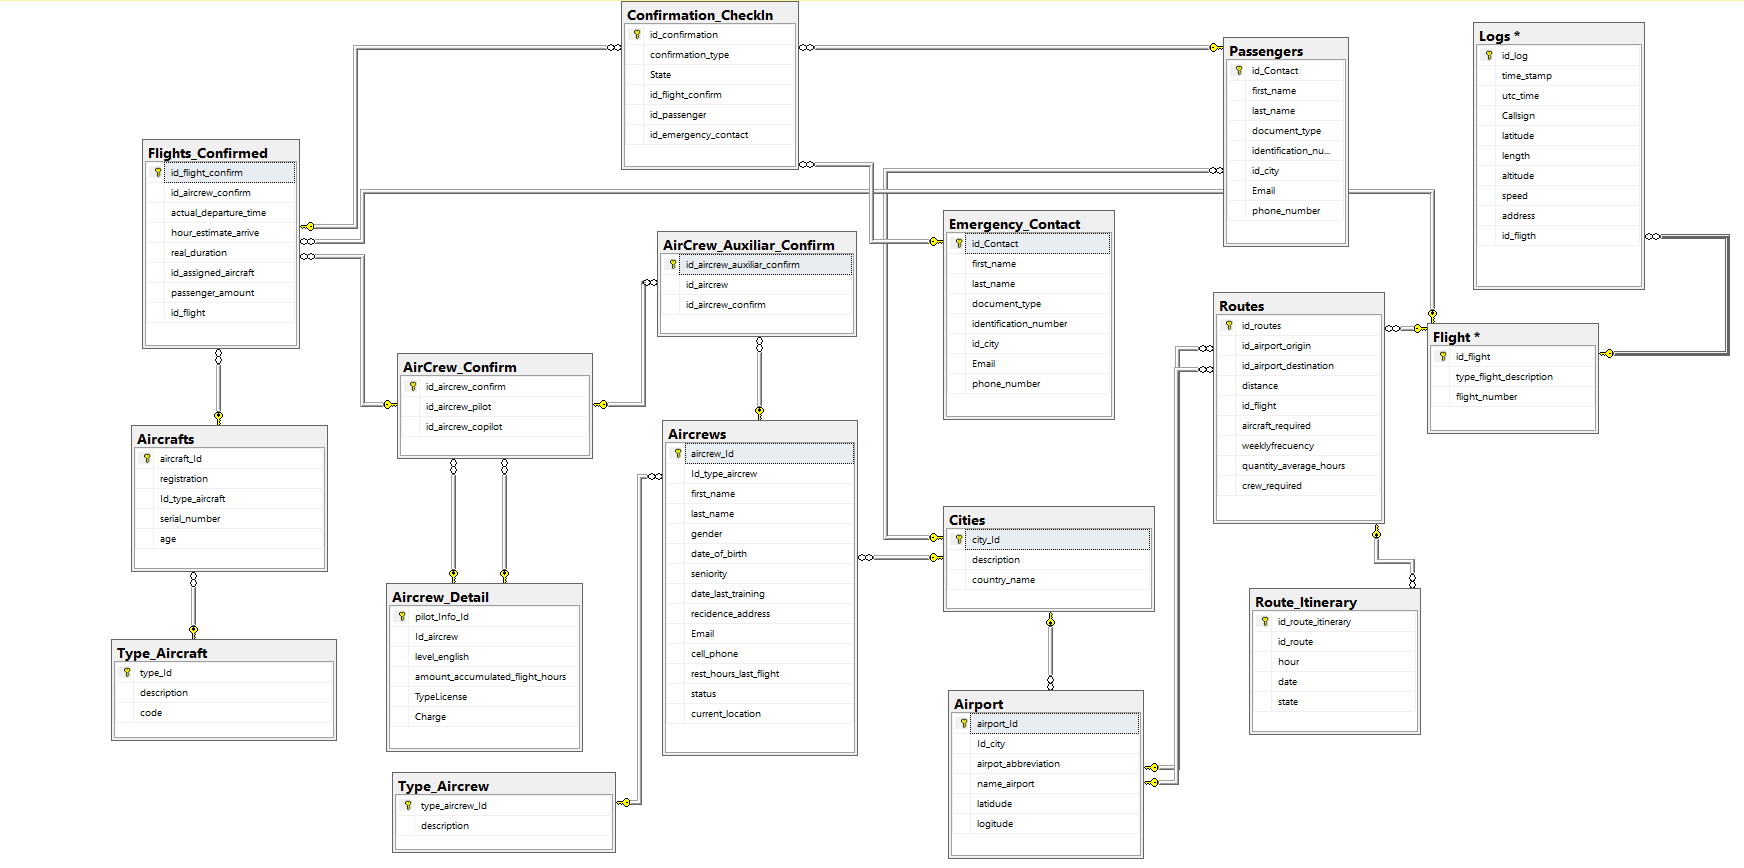 Confirmation_CheckIn
id_confirmation
confirmation_type
State
id_flight_confirm
id_passenger
id_emergency_contact
Passengers
id_Contact
first_name
last_name
document_type
identification_nu...
id_city
Email
phone_number
Logs *
id_log
time_stamp
utc_time
Callsign
latitude
length
altitude
speed
address
id_fligth
Flights_Confirmed
id_flight_confirm
id_aircrew_confirm
actual_departure_time
hour_estimate_arrive
real_duration
id_assigned_aircraft
passenger_amount
id_flight
Emergency_Contact
id_Contact
first_name
last_name
document_type
identification_number
id_city
Email
phone_number
AirCrew_Auxiliar_Confirm
id_aircrew_auxiliar_confirm
id_aircrew
id_aircrew_confirm
Routes
id_routes
id_airport_origin
id_airport_destination
distance
id_flight
aircraft_required
weeklyfrecuency
quantity_average_hours
crew_required
Flight *
id_flight
type_flight_description
flight_number
AirCrew_Confirm
id_aircrew_confirm
id_aircrew_pilot
id_aircrew_copilot
Aircrafts
aircraft_Id
registration
Id_type_aircraft
serial_number
age
Aircrews
aircrew_Id
Id_type_aircrew
first_name
last_name
gender
date_of_birth
seniority
date_last_training
recidence_address
Email
cell_phone
rest_hours_last_flight
status
current_location
Cities
city_Id
description
country_name
Aircrew_Detail
pilot_Info_Id
Id_aircrew
level_english
amount_accumulated_flight_hours
TypeLicense
Charge
Route_Itinerary
id_route_itinerary
id_route
hour
date
state
Type_Aircraft
type_Id
description
code
Airport
airport_Id
Id_city
airpot_abbreviation
name_airport
latidude
logitude
Type_Aircrew
type_aircrew_Id
description